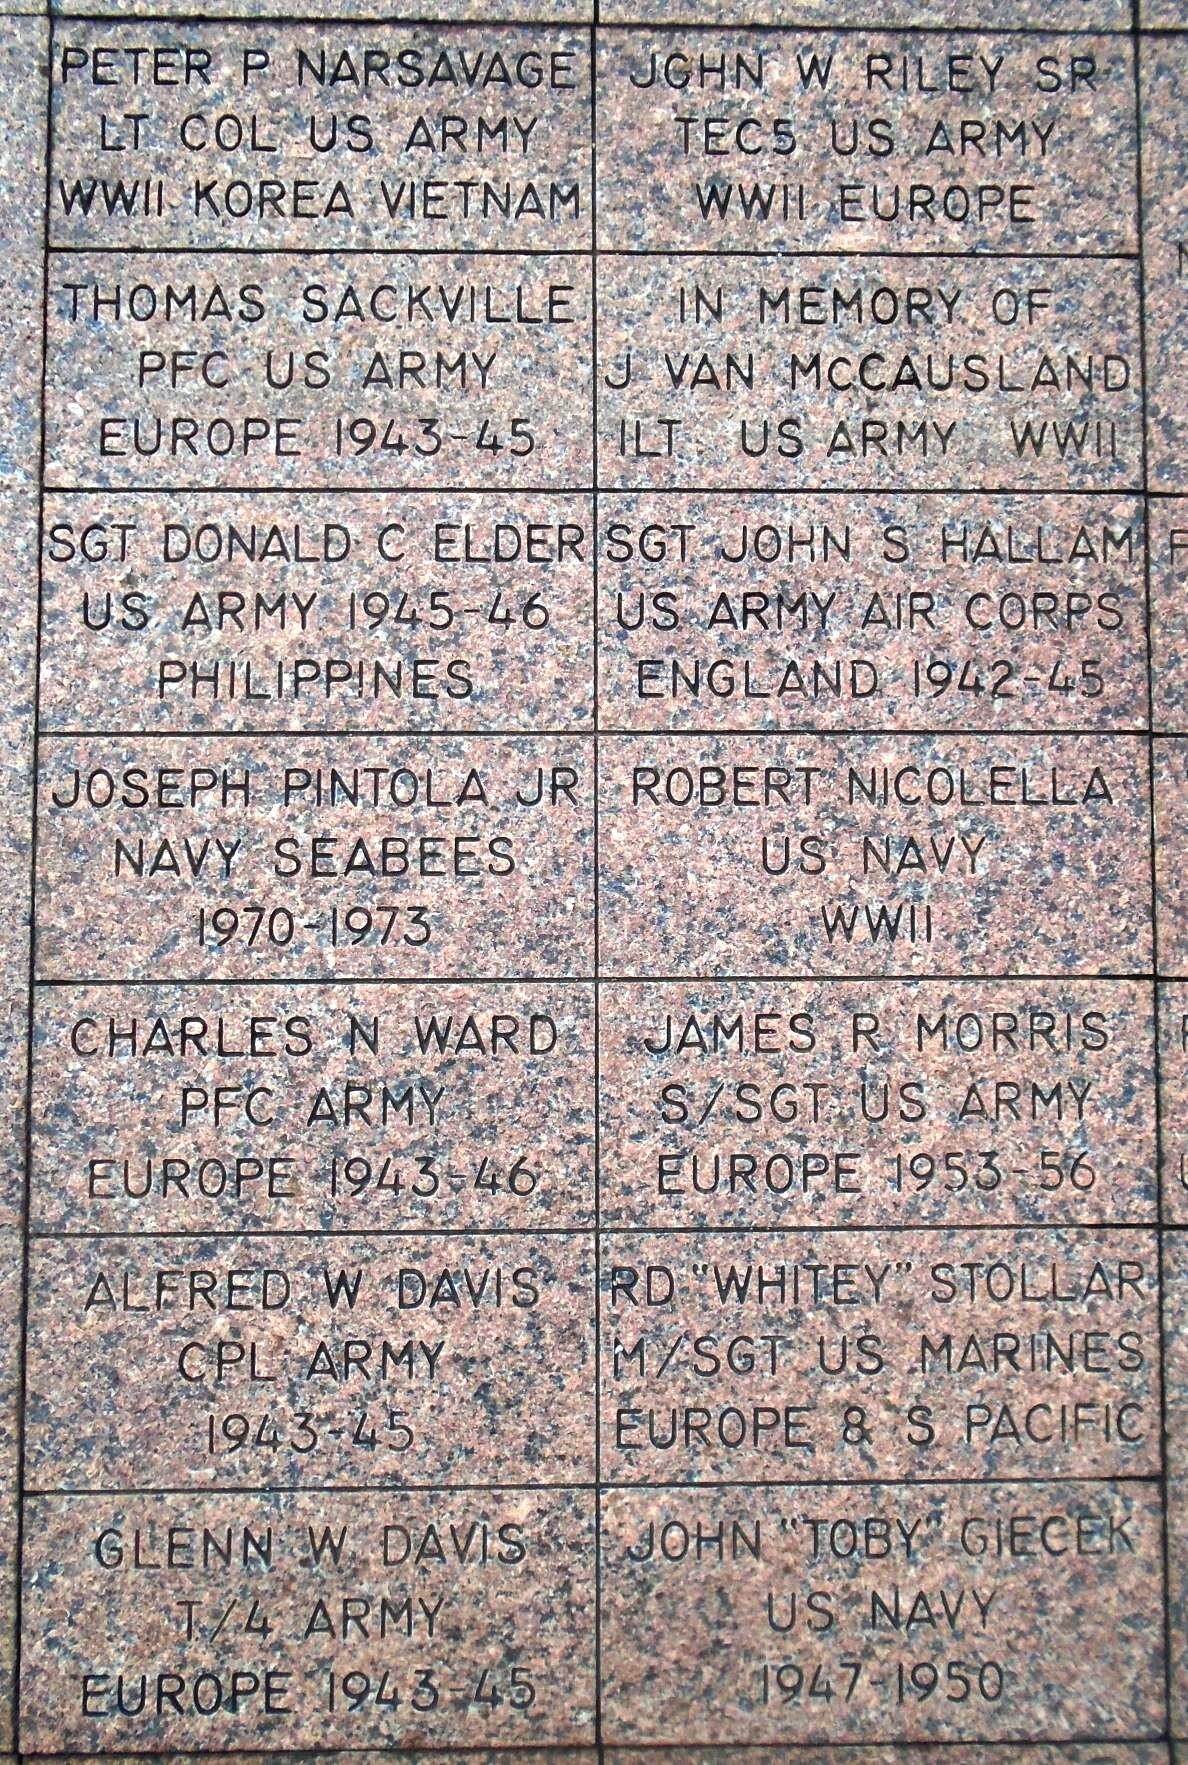 PETER P NARSAVAGE
LT COL US ARMY
WWII KOREA VIETNAM
JOHN W RILEY SR
TEC5 US ARMY
WWII EUROPE
THOMAS SACKVILLE
PFC US ARMY
EUROPE 1943-45
IN MEMORY OF
J VAN MCCAUSLAND
1LT US ARMY WWII
SGT DONALD C ELDER
US ARMY 1945-46
PHILIPPINES
SGT JOHN S HALLAM
US ARMY AIR CORPS
ENGLAND 1942-45
JOSEPH PINTOLA JR
NAVY SEABEES
1970-1973
ROBERT NICOLELLA
US NAVY
WWII
CHARLES N WARD
PFC ARMY
EUROPE 1943-46
JAMES R MORRIS
S/SGT US ARMY
EUROPE 1953-56
ALFRED W DAVIS
CPL ARMY
1943-45
RD "WHITEY" STOLLAR
M/SGT US MARINES
EUROPE & S PACIFIC
GLENN W DAVIS
T/4 ARMY
EUROPE 1943-45
JOHN "TOBY" GIECEK
US NAVY
1947-1950